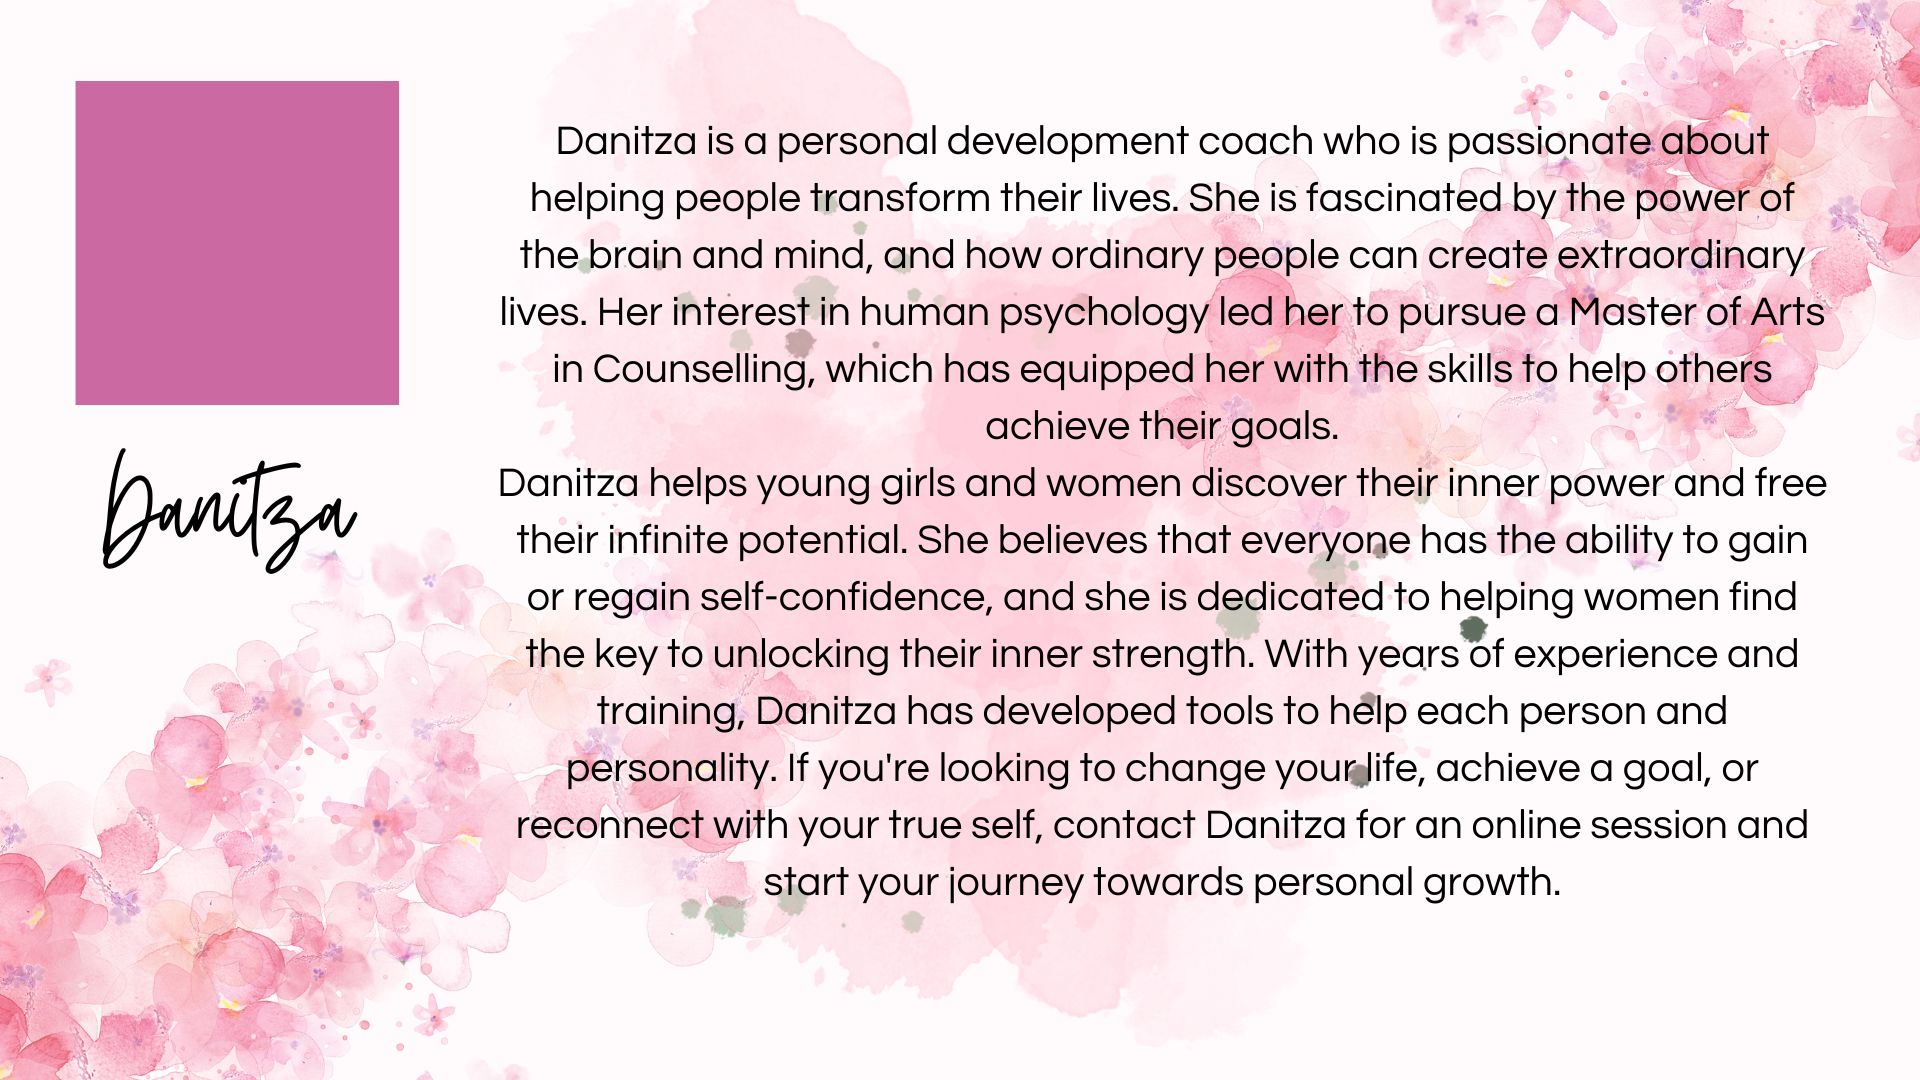 Danitza
Danitza is a personal development coach who is passionate about
helping people transform their lives. She is fascinated by the power of
the brain and mind, and how ordinary people can create extraordinary
lives. Her interest in human psychology led her to pursue a Master of Arts
in Counselling, which has equipped her with the skills to help others
achieve their goals.
Danitza helps young girls and women discover their inner power and free
their infinite potential. She believes that everyone has the ability to gain
or regain self-confidence, and she is dedicated to helping women find
the key to unlocking their inner strength. With years of experience and
training, Danitza has developed tools to help each person and
personality. If you're looking to change your life, achieve a goal, or
reconnect with your true self, contact Danitza for an online session and
start your journey towards personal growth.